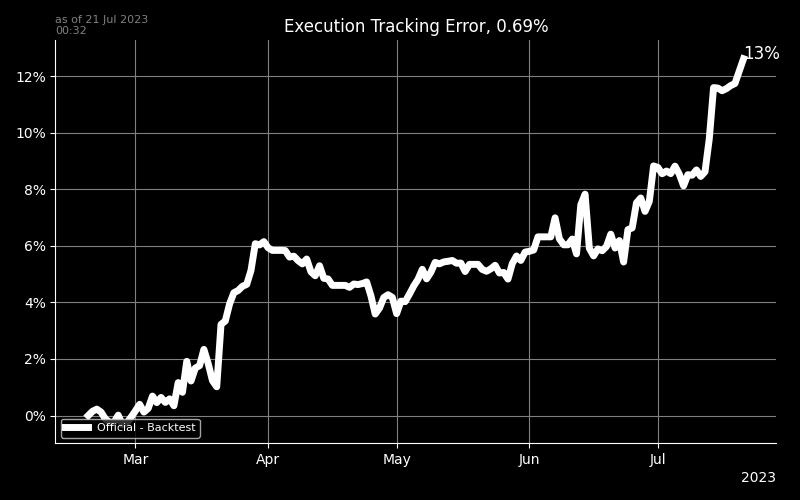 as of 21 Jul 2023
00:32
Execution Tracking Error, 0.69%
13%
12%
10%
8%
6%
4%
2%
0%
Official - Backtest
Mar Apr May Jun Jul
2023